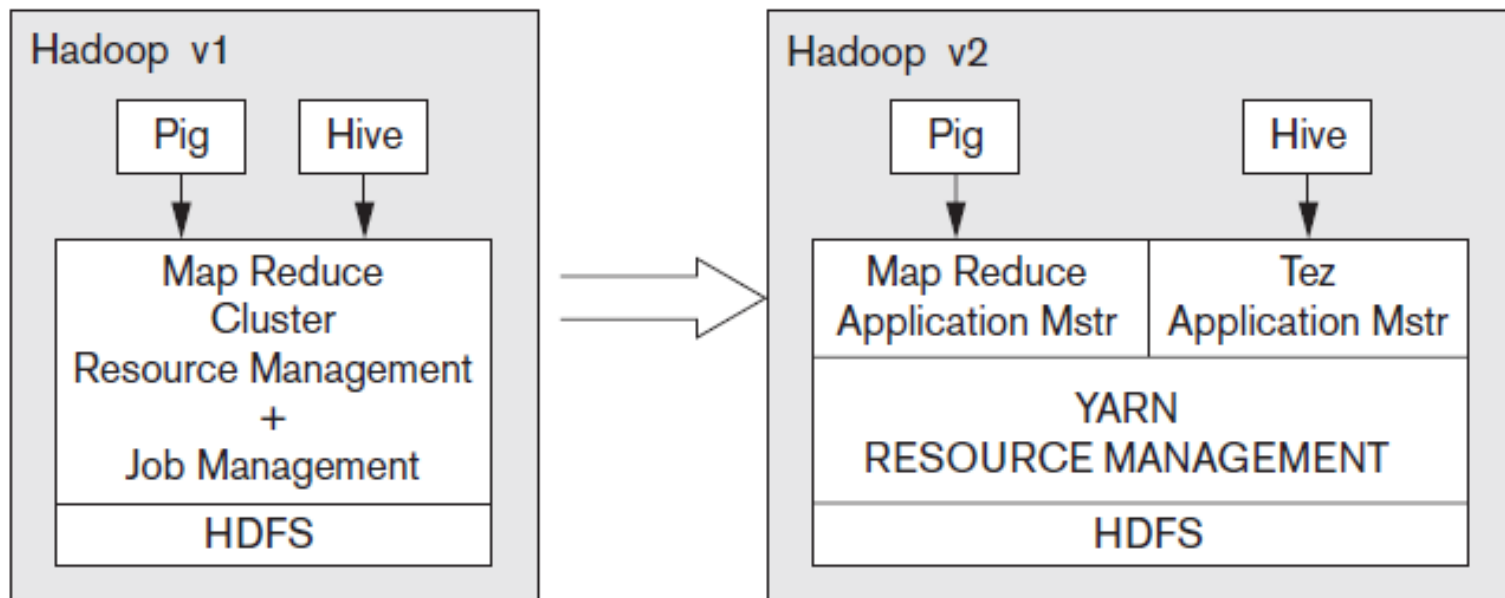 Hadoop v1
Pig
Hive
Map Reduce
Cluster
Resource Management
+
Job Management
HDFS
Hadoop v2
Pig
Hive
Map Reduce
Application Mstr
Tez
Application Mstr
YARN
RESOURCE MANAGEMENT
HDFS